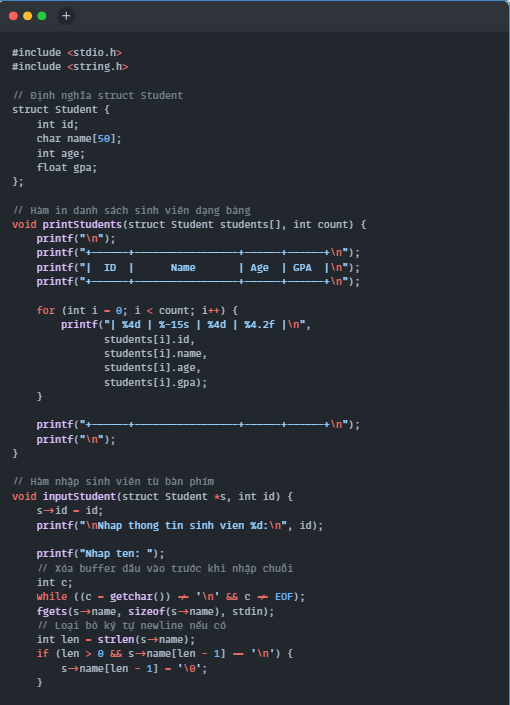 #include <stdio.h>
#include <string.h>

// Định nghĩa struct Student
struct Student {
    int id;
    char name[50];
    int age;
    float gpa;
};

// Hàm in danh sách sinh viên dạng bảng
void printStudents(struct Student students[], int count) {
    printf("\n");
    printf("+------+-----------------+------+------+\n");
    printf("|  ID  |      Name       | Age  | GPA  |\n");
    printf("+------+-----------------+------+------+\n");

    for (int i = 0; i < count; i++) {
        printf("| %4d | %-15s | %4d | %4.2f |\n",
               students[i].id,
               students[i].name,
               students[i].age,
               students[i].gpa);
    }

    printf("+------+-----------------+------+------+\n");
    printf("\n");
}

// Hàm nhập sinh viên từ bàn phím
void inputStudent(struct Student *s, int id) {
    s->id = id;
    printf("\nNhap thong tin sinh vien %d:\n", id);

    printf("Nhap ten: ");
    // Xóa buffer đầu vào trước khi nhập chuỗi
    int c;
    while ((c = getchar()) != '\n' && c != EOF);
    fgets(s->name, sizeof(s->name), stdin);
    // Loại bỏ ký tự newline nếu có
    int len = strlen(s->name);
    if (len > 0 && s->name[len - 1] == '\n') {
        s->name[len - 1] = '\0';
    }